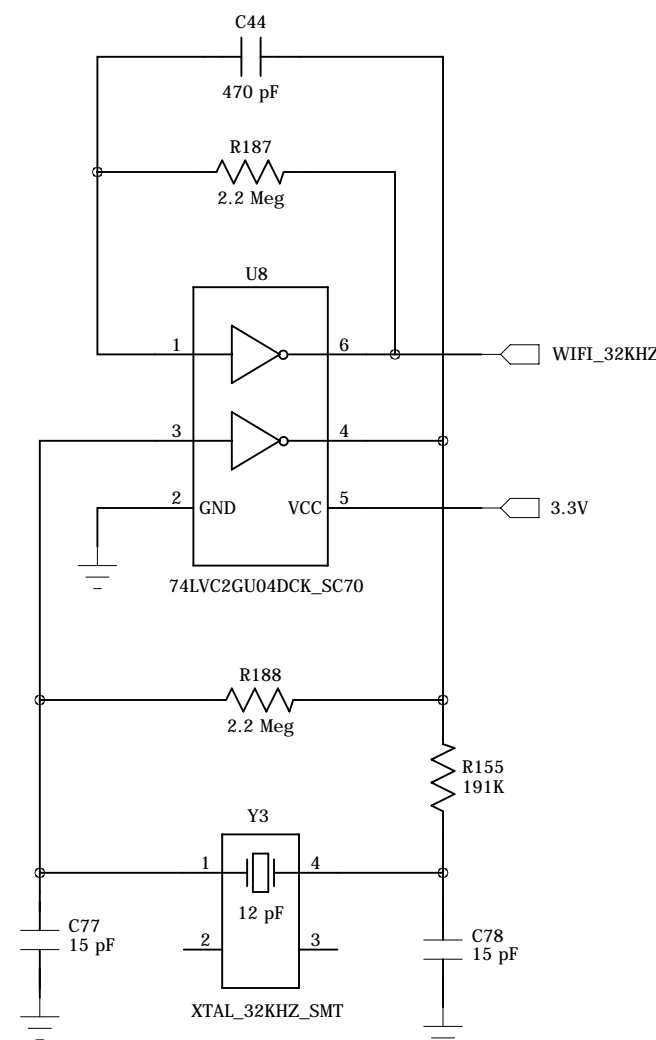 C44
470 pF
R187
2.2 Meg
U8
1
6
WIFI_32KHZ
3
4
2
GND
VCC
5
3.3V
74LVC2GU04DCK_SC70
R188
2.2 Meg
R155
191K
Y3
1
4
12 pF
C77
15 pF
2
3
C78
15 pF
XTAL_32KHZ_SMT